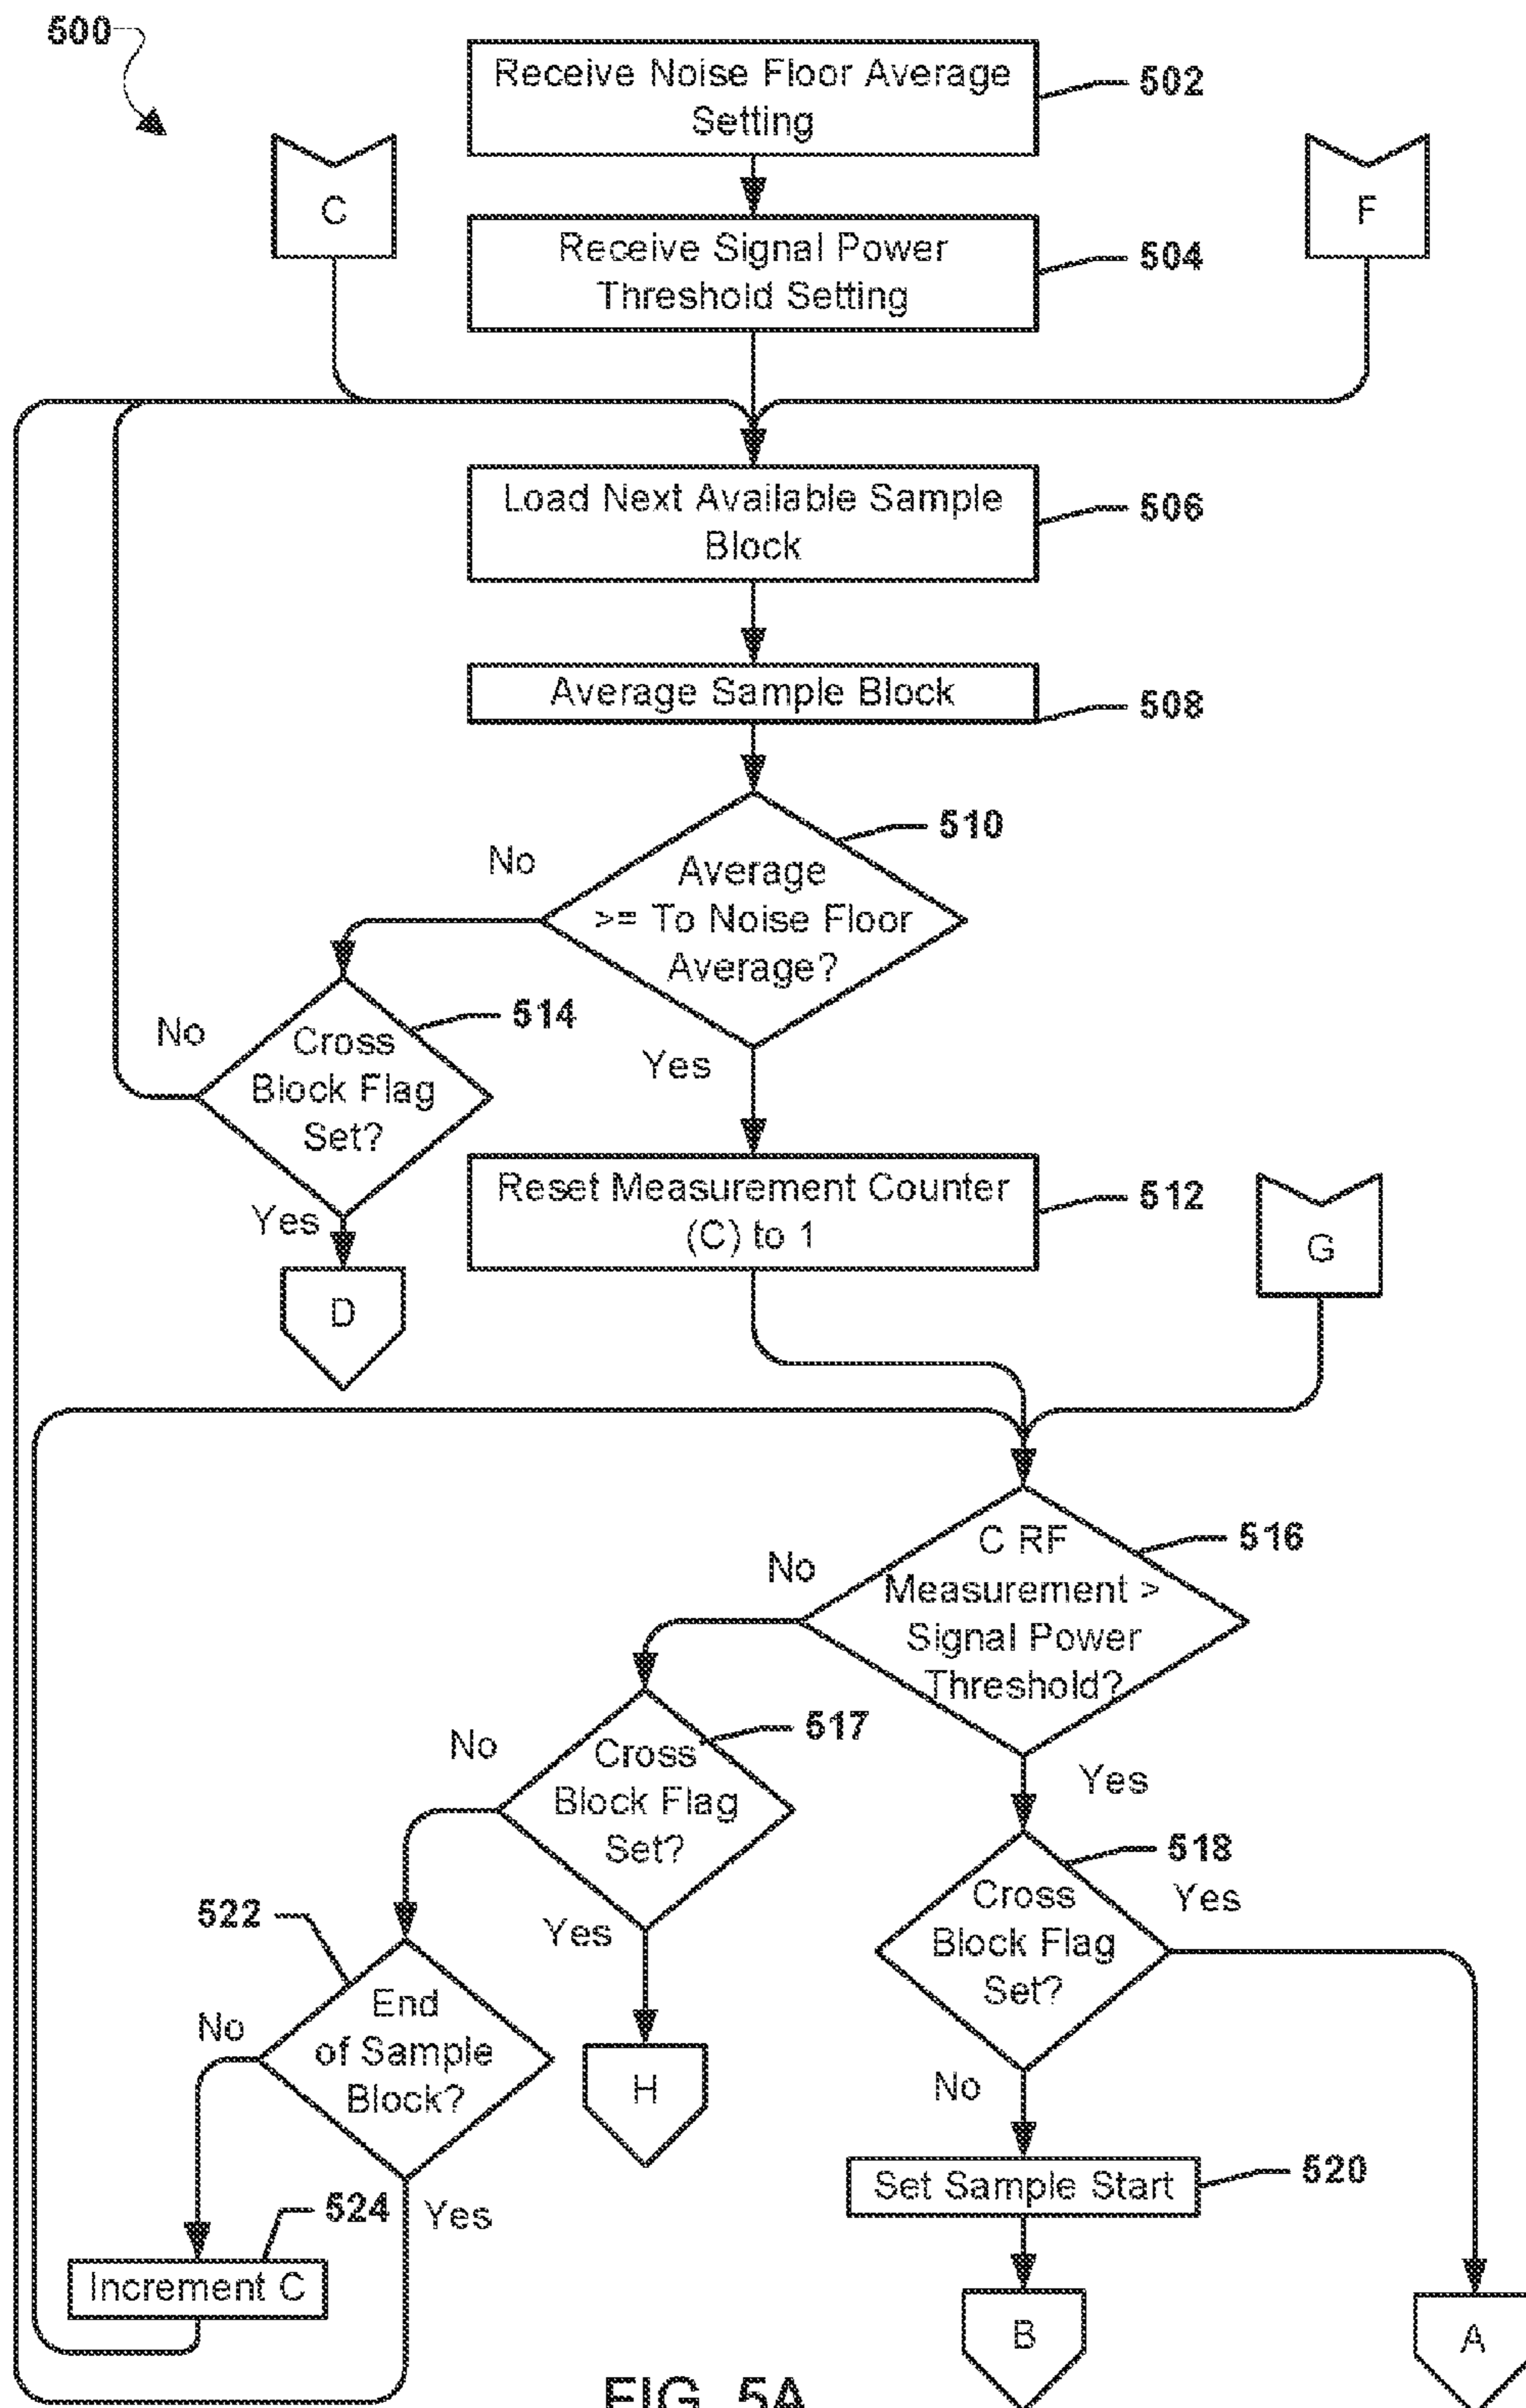 500
Receive Noise Floor Average
Setting
502
C
F
Receive Signal Power
Threshold Setting
504
Load Next Available Sample
Block
506
Average Sample Block
508
510
No
Average
>= To Noise Floor
Average?
514
No
Cross
Block Flag
Set?
Yes
Yes
D
Reset Measurement Counter
(C) to 1
512
G
C RF
Measurement >
Signal Power
Threshold?
516
No
517
No
Cross
Block Flag
Set?
Yes
Yes
518
Cross
Block Flag
Set?
Yes
522
End
of Sample
Block?
No
H
No
Set Sample Start
520
524
Yes
Increment C
B
A
FIG. 5A